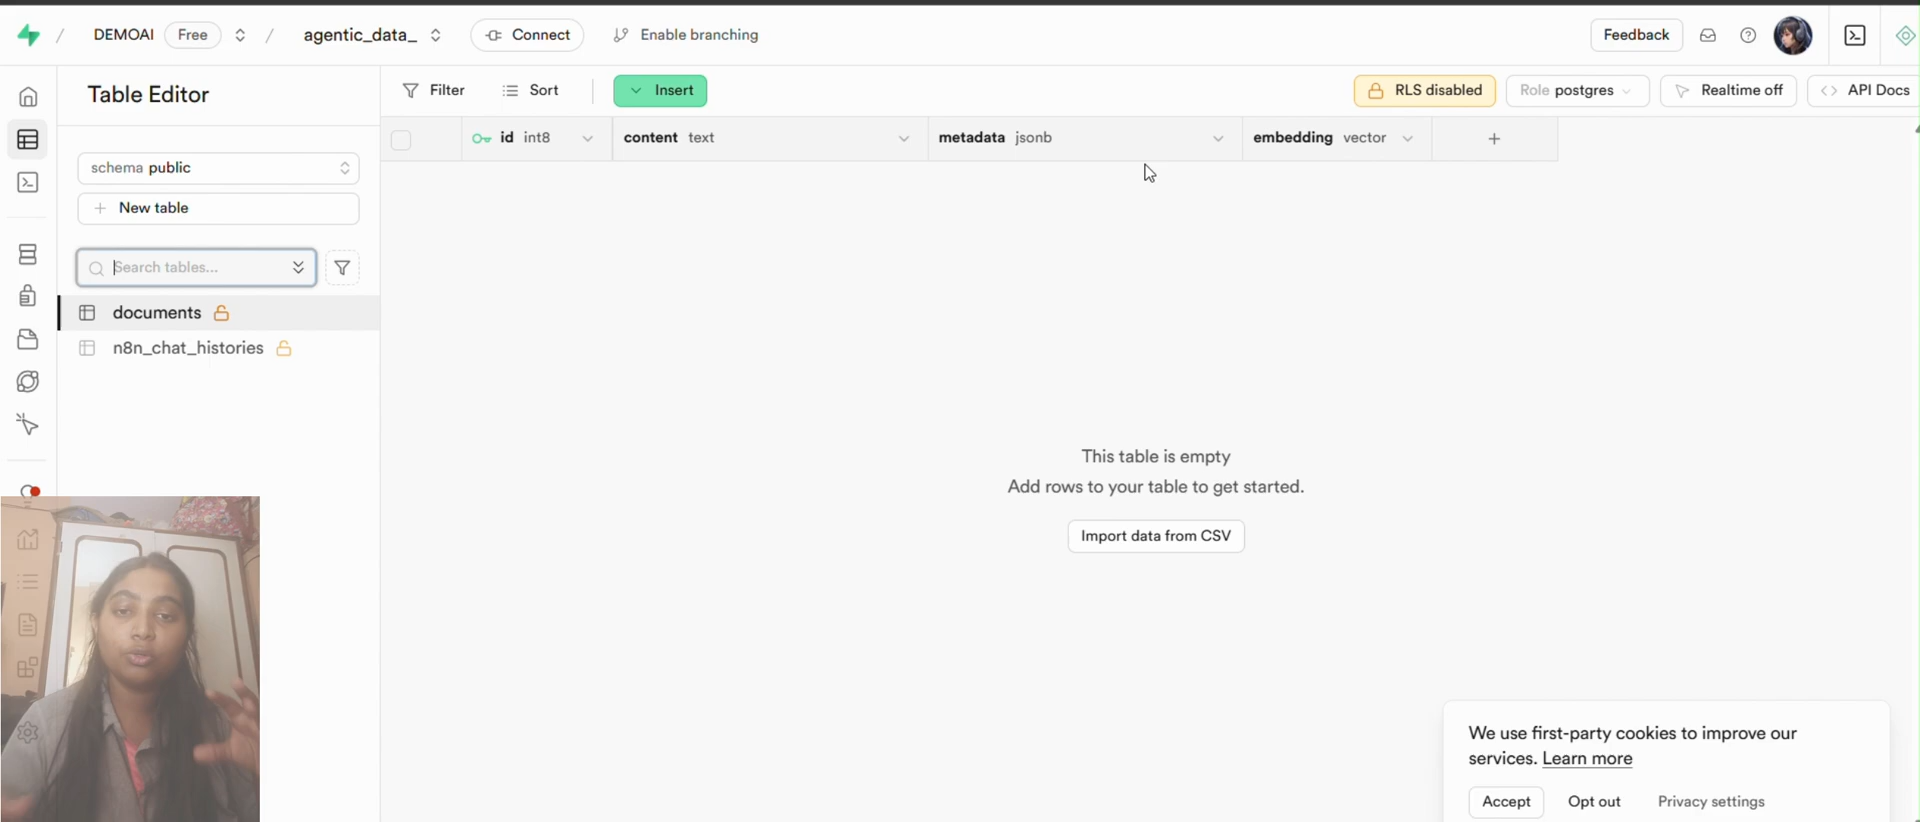 / DEMOAI Free / agentic_data_ Connect Enable branching Feedback
Table Editor
Filter Sort Insert RLS disabled Role postgres Realtime off API Docs
id int8 content text metadata jsonb embedding vector
schema public
New table
Search tables...
documents
n8n_chat_histories
This table is empty
Add rows to your table to get started.
Import data from CSV
We use first-party cookies to improve our
services. Learn more
Accept Opt out Privacy settings